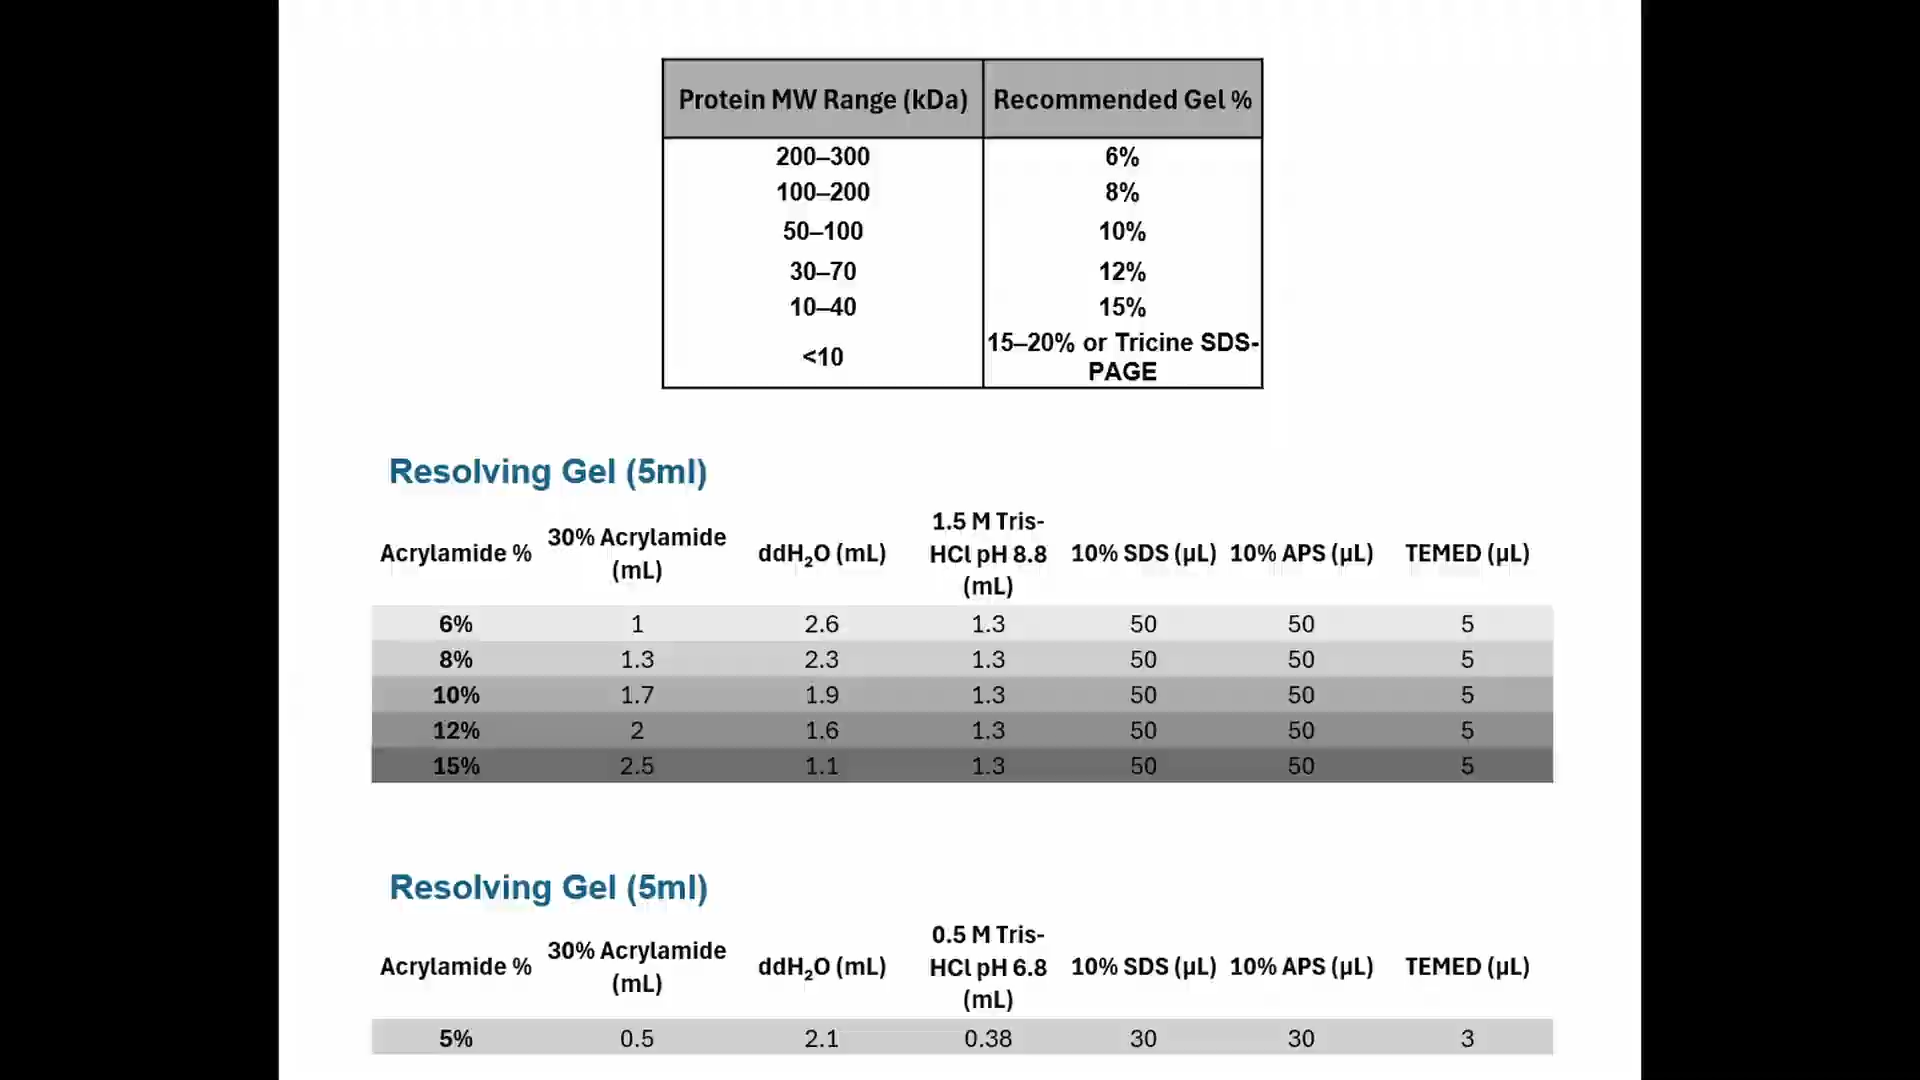 Protein MW Range (kDa) Recommended Gel %
200–300 6%
100–200 8%
50–100 10%
30–70 12%
10–40 15%
<10 15–20% or Tricine SDS-
PAGE
Resolving Gel (5ml)
Acrylamide % 30% Acrylamide (mL) ddH₂O (mL) 1.5 M Tris-HCl pH 8.8 (mL) 10% SDS (µL) 10% APS (µL) TEMED (µL)
6% 1 2.6 1.3 50 50 5
8% 1.3 2.3 1.3 50 50 5
10% 1.7 1.9 1.3 50 50 5
12% 2 1.6 1.3 50 50 5
15% 2.5 1.1 1.3 50 50 5
Resolving Gel (5ml)
Acrylamide % 30% Acrylamide (mL) ddH₂O (mL) 0.5 M Tris-HCl pH 6.8 (mL) 10% SDS (µL) 10% APS (µL) TEMED (µL)
5% 0.5 2.1 0.38 30 30 3